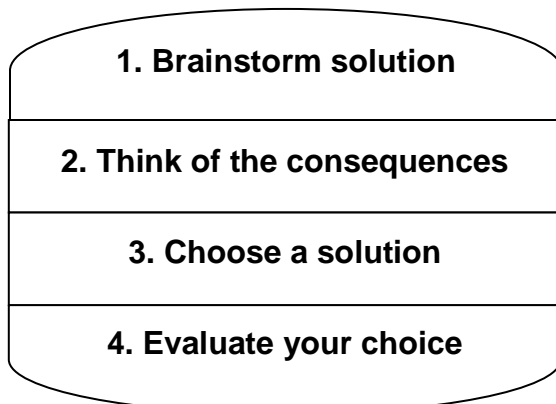 1. Brainstorm solution
2. Think of the consequences
3. Choose a solution
4. Evaluate your choice